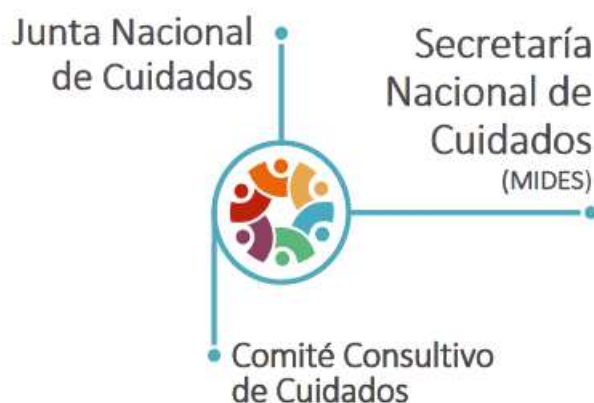 Junta Nacional
de Cuidados
Secretaría
Nacional de
Cuidados
(MIDES)
Comité Consultivo
de Cuidados